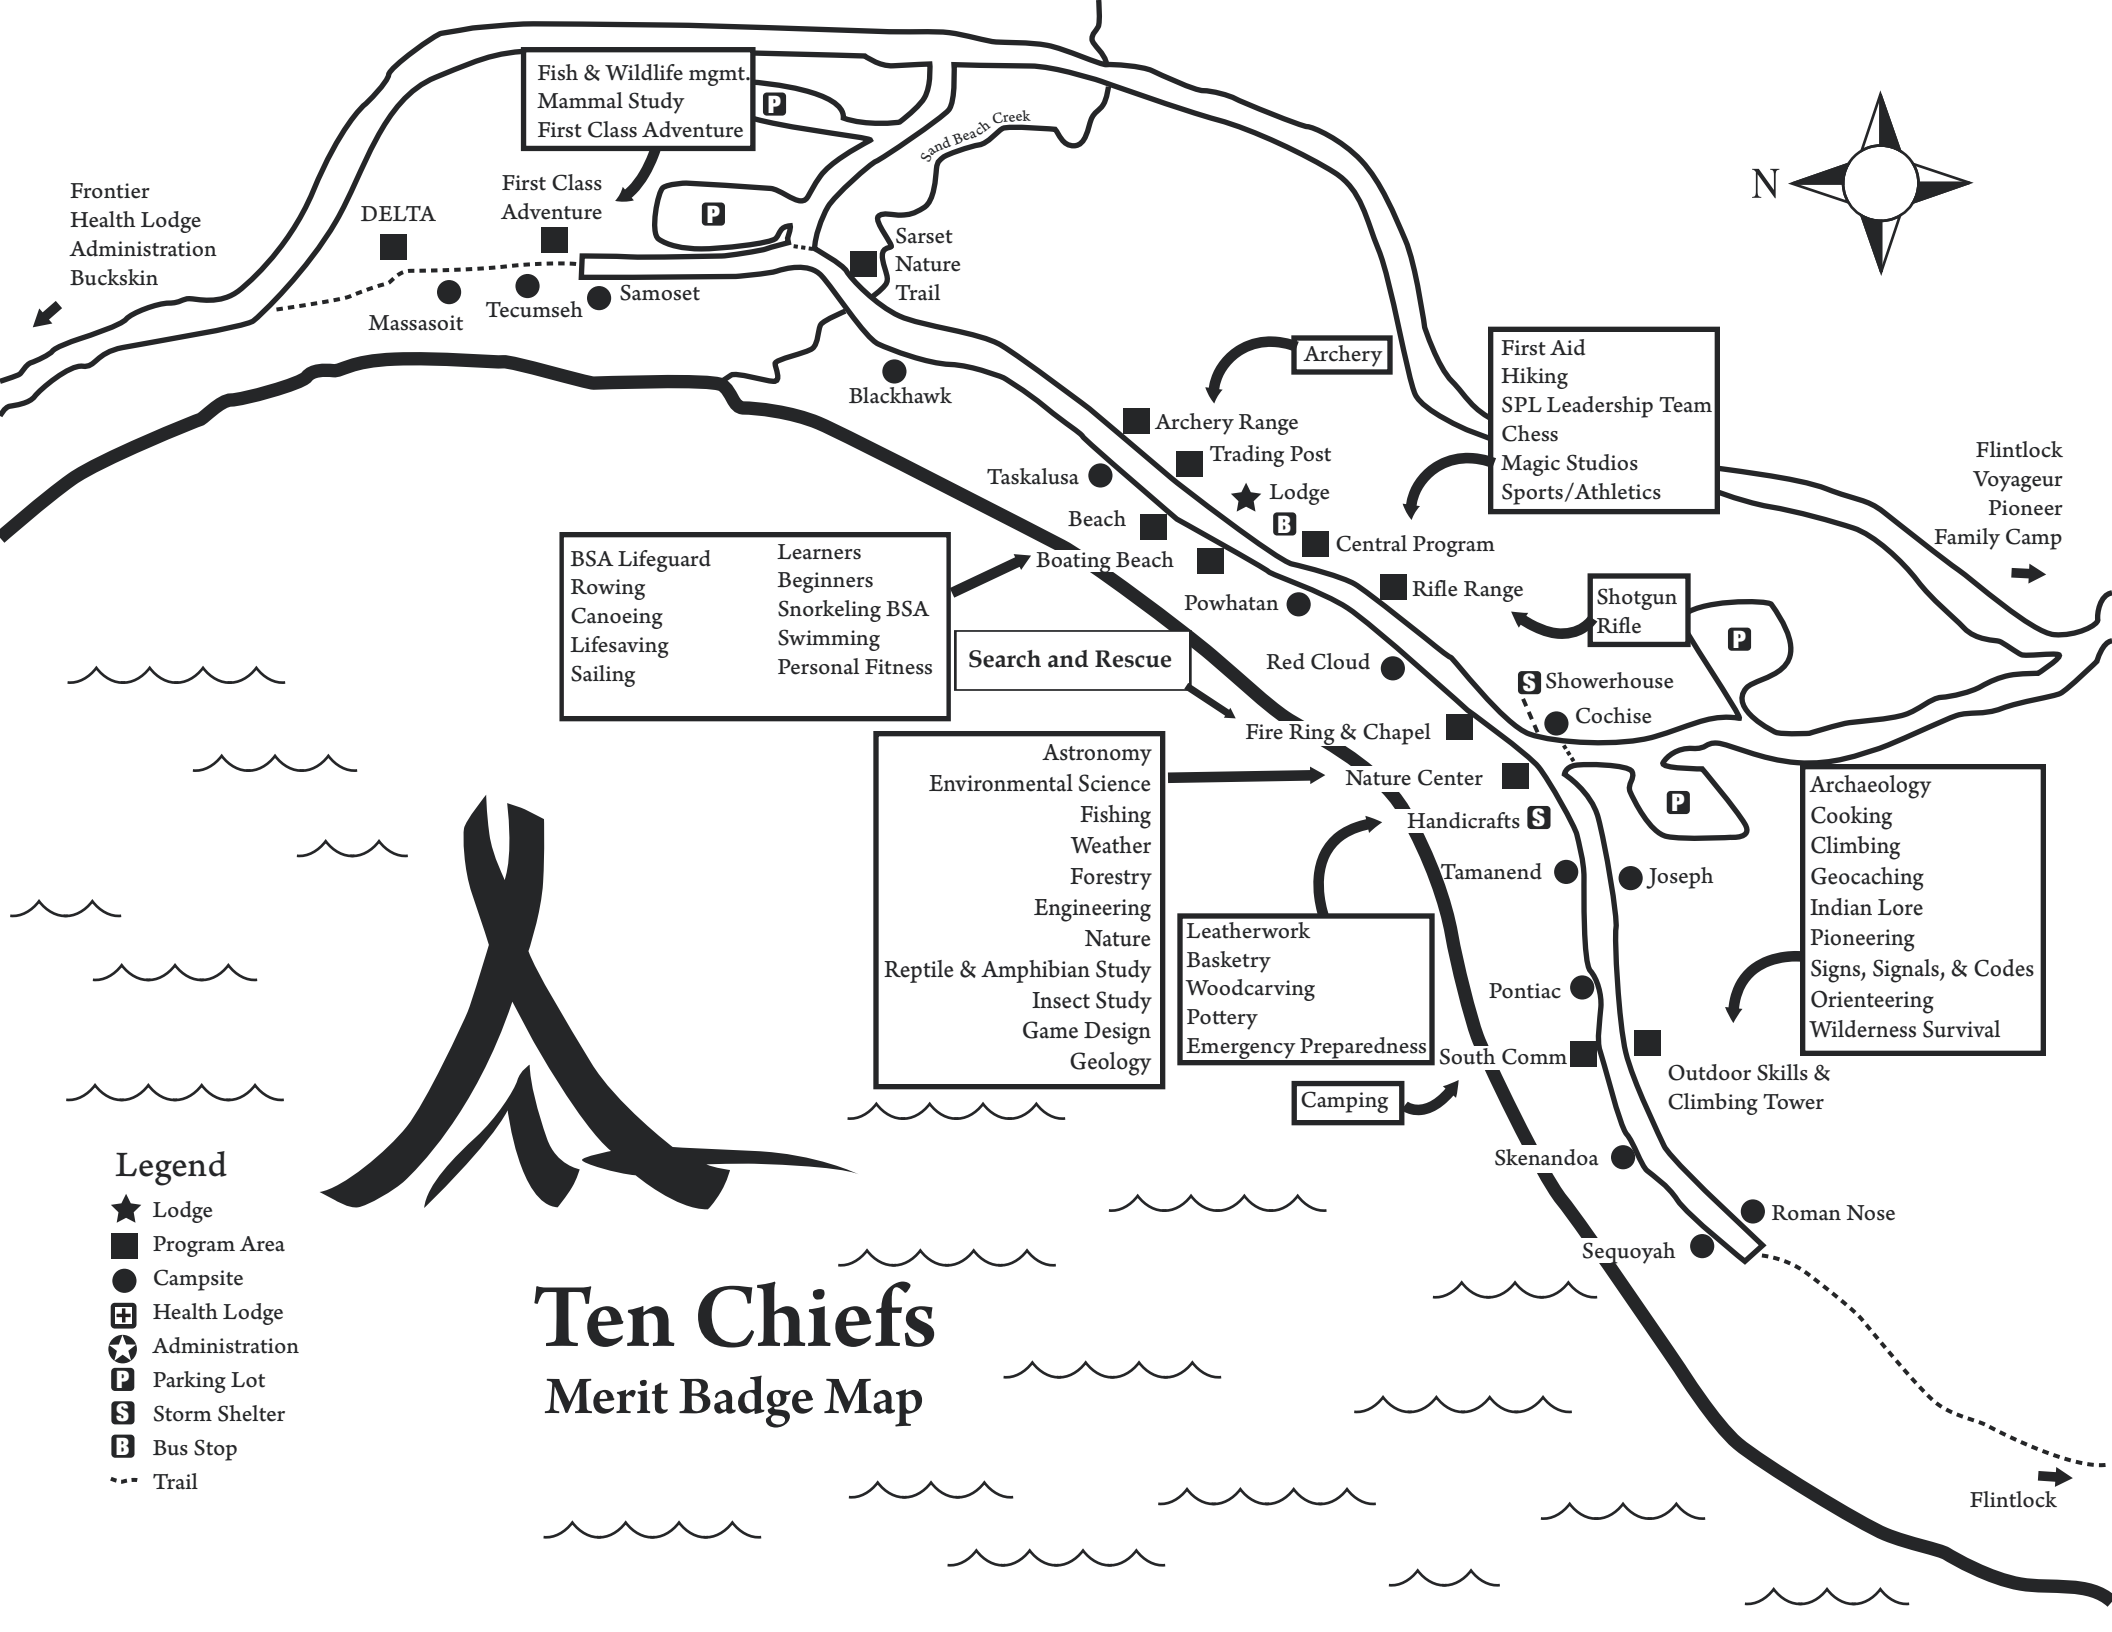 Fish & Wildlife mgmt.
Mammal Study
First Class Adventure
P
Sand Beach Creek
N
Frontier
Health Lodge
Administration
Buckskin
DELTA
First Class
Adventure
P
Sarset
Nature
Trail
Massasoit
Tecumseh
Samoset
Blackhawk
Archery
Archery Range
Trading Post
Taskalusa
Lodge
Beach
B
Central Program
Boating Beach
First Aid
Hiking
SPL Leadership Team
Chess
Magic Studios
Sports/Athletics
Flintlock
Voyageur
Pioneer
Family Camp
BSA Lifeguard
Rowing
Canoeing
Lifesaving
Sailing
Learners
Beginners
Snorkeling BSA
Swimming
Personal Fitness
Powhatan
Rifle Range
Shotgun
Rifle
P
Search and Rescue
Red Cloud
S Showerhouse
Cochise
Fire Ring & Chapel
Nature Center
Handicrafts S
P
Tamanend
Joseph
Astronomy
Environmental Science
Fishing
Weather
Forestry
Engineering
Nature
Reptile & Amphibian Study
Insect Study
Game Design
Geology
Leatherwork
Basketry
Woodcarving
Pottery
Emergency Preparedness
Archaeology
Cooking
Climbing
Geocaching
Indian Lore
Pioneering
Signs, Signals, & Codes
Orienteering
Wilderness Survival
Pontiac
South Comm
Camping
Outdoor Skills &
Climbing Tower
Skenandoa
Roman Nose
Sequoyah
Flintlock
Legend
Lodge
Program Area
Campsite
Health Lodge
Administration
P Parking Lot
S Storm Shelter
B Bus Stop
Trail
Ten Chiefs
Merit Badge Map